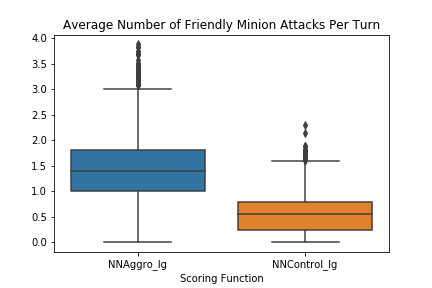 Average Number of Friendly Minion Attacks Per Turn
4.0
3.5
3.0
2.5
2.0
1.5
1.0
0.5
0.0
NNAggro_lg
NNControl_lg
Scoring Function